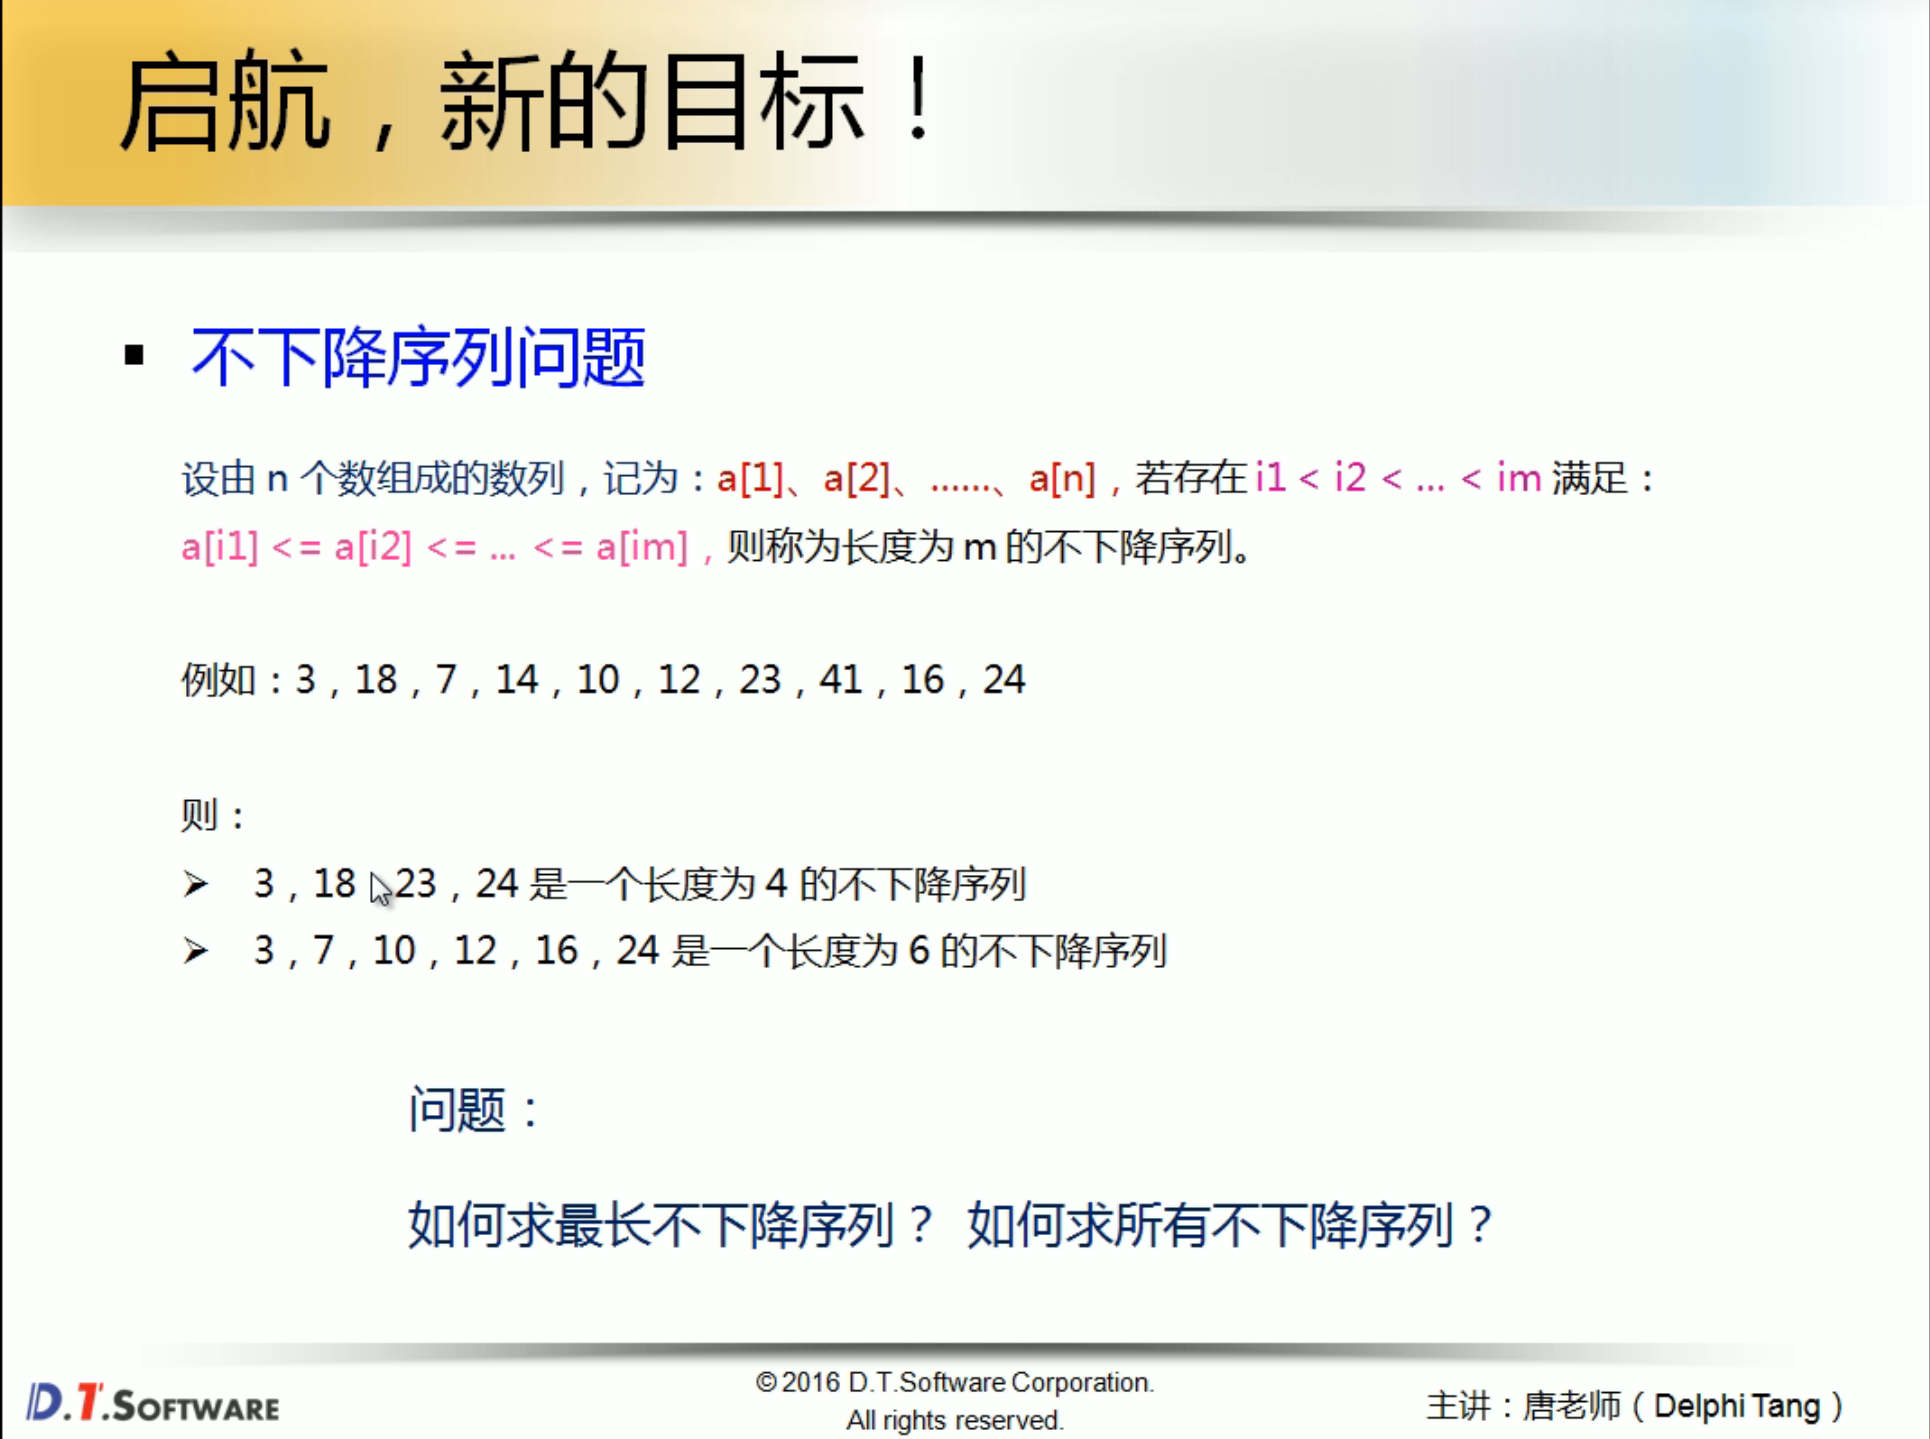 启航，新的目标！
▪ 不下降序列问题
设由 n 个数组成的数列，记为：a[1]、a[2]、……、a[n]，若存在 i1 < i2 < ... < im 满足：
a[i1] <= a[i2] <= ... <= a[im]，则称为长度为 m 的不下降序列。
例如：3，18，7，14，10，12，23，41，16，24
则：
➢ 3，18，23，24 是一个长度为 4 的不下降序列
➢ 3，7，10，12，16，24 是一个长度为 6 的不下降序列
问题：
如何求最长不下降序列？ 如何求所有不下降序列？
D.T.SOFTWARE
© 2016 D.T.Software Corporation.
All rights reserved.
主讲：唐老师（Delphi Tang）